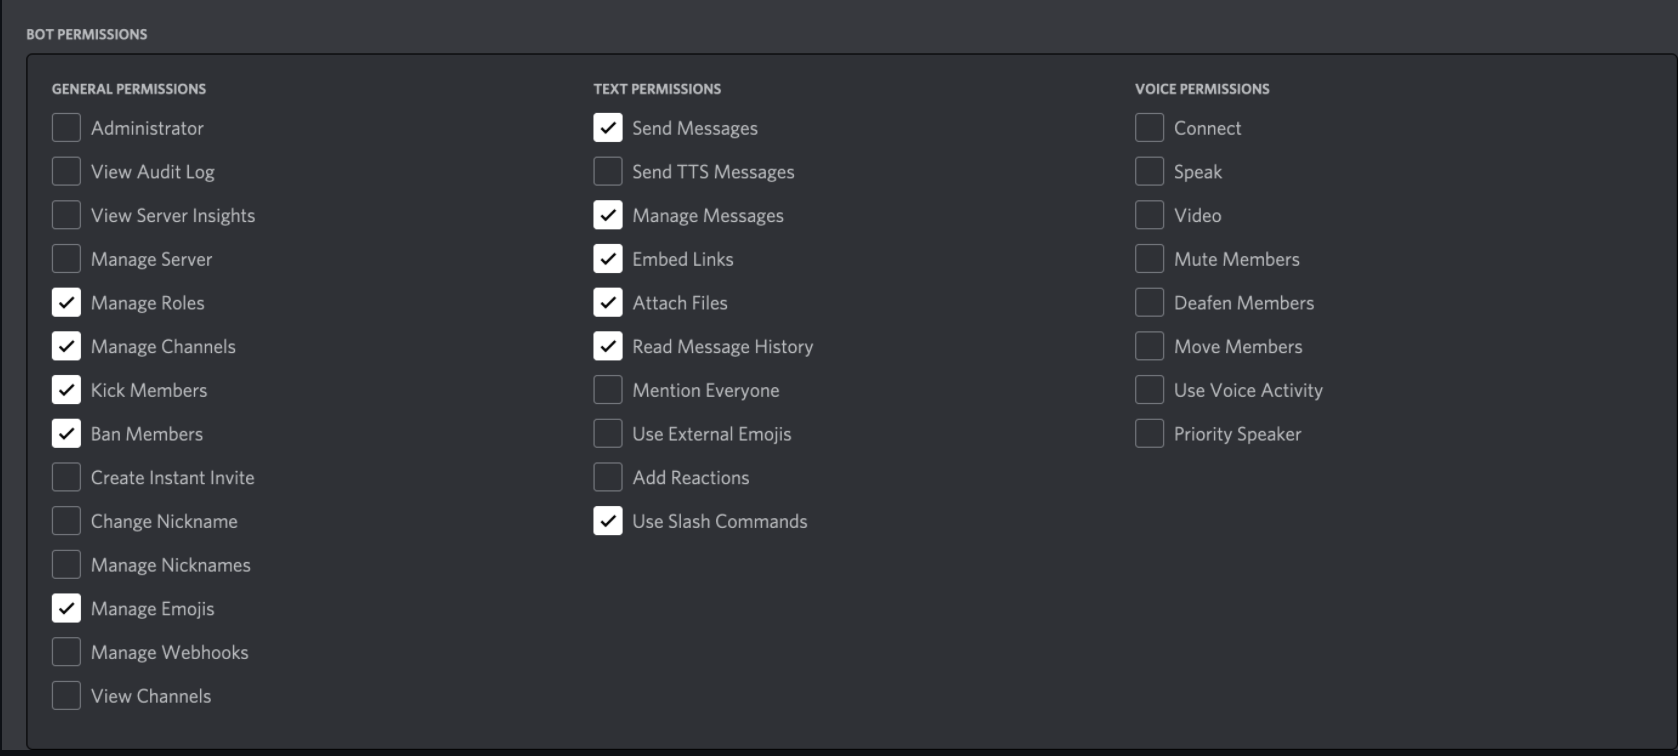 BOT PERMISSIONS
GENERAL PERMISSIONS
Administrator
View Audit Log
View Server Insights
Manage Server
Manage Roles
Manage Channels
Kick Members
Ban Members
Create Instant Invite
Change Nickname
Manage Nicknames
Manage Emojis
Manage Webhooks
View Channels
TEXT PERMISSIONS
Send Messages
Send TTS Messages
Manage Messages
Embed Links
Attach Files
Read Message History
Mention Everyone
Use External Emojis
Add Reactions
Use Slash Commands
VOICE PERMISSIONS
Connect
Speak
Video
Mute Members
Deafen Members
Move Members
Use Voice Activity
Priority Speaker